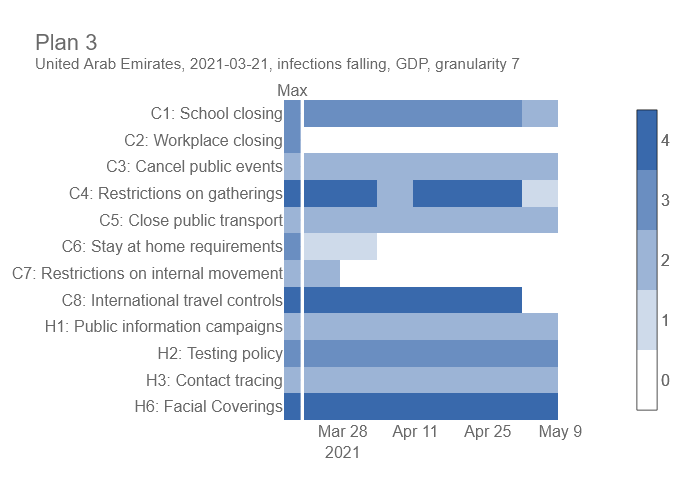 Plan 3
United Arab Emirates, 2021-03-21, infections falling, GDP, granularity 7
Max
C1: School closing
C2: Workplace closing
C3: Cancel public events
C4: Restrictions on gatherings
C5: Close public transport
C6: Stay at home requirements
C7: Restrictions on internal movement
C8: International travel controls
H1: Public information campaigns
H2: Testing policy
H3: Contact tracing
H6: Facial Coverings
Mar 28 Apr 11 Apr 25 May 9
2021
4
3
2
1
0